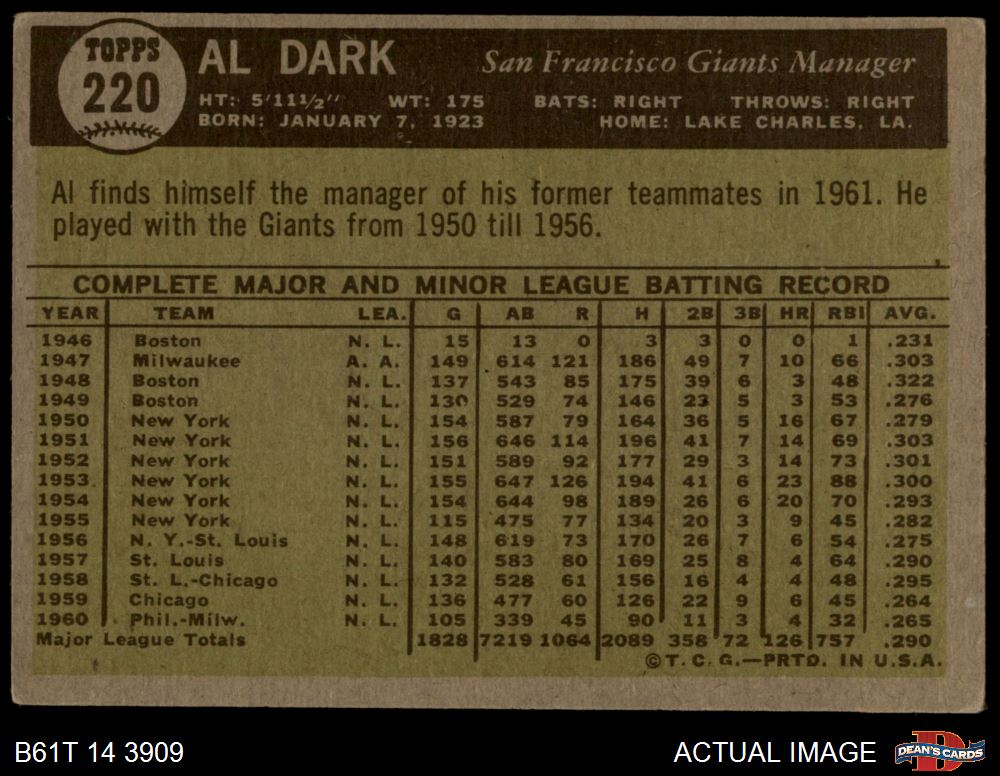 TOPPS
220
AL DARK San Francisco Giants Manager
HT: 5'11½" WT: 175 BATS: RIGHT THROWS: RIGHT
BORN: JANUARY 7, 1923 HOME: LAKE CHARLES, LA.
Al finds himself the manager of his former teammates in 1961. He
played with the Giants from 1950 till 1956.
COMPLETE MAJOR AND MINOR LEAGUE BATTING RECORD
YEAR TEAM LEA. G AB R H 2B 3B HR RBI AVG.
1946 Boston N. L. 15 13 0 3 3 0 0 1 .231
1947 Milwaukee A. A. 149 614 121 186 49 7 10 66 .303
1948 Boston N. L. 137 543 85 175 39 6 3 48 .322
1949 Boston N. L. 130 529 74 146 23 5 3 53 .276
1950 New York N. L. 154 587 79 164 36 5 16 67 .279
1951 New York N. L. 156 646 114 196 41 7 14 69 .303
1952 New York N. L. 151 589 92 177 29 3 14 73 .301
1953 New York N. L. 155 647 126 194 41 6 23 88 .300
1954 New York N. L. 154 644 98 189 26 6 20 70 .293
1955 New York N. L. 115 475 77 134 20 3 9 45 .282
1956 N. Y.-St. Louis N. L. 148 619 73 170 26 7 6 54 .275
1957 St. Louis N. L. 140 583 80 169 25 8 4 64 .290
1958 St. L.-Chicago N. L. 132 528 61 156 16 4 4 48 .295
1959 Chicago N. L. 136 477 60 126 22 9 6 45 .264
1960 Phil.-Milw. N. L. 105 339 45 90 11 3 4 32 .265
Major League Totals 1828 7219 1064 2089 358 72 126 757 .290
©T. C. G.—PRTD. IN U.S.A.
B61T 14 3909 ACTUAL IMAGE DEAN'S CARDS